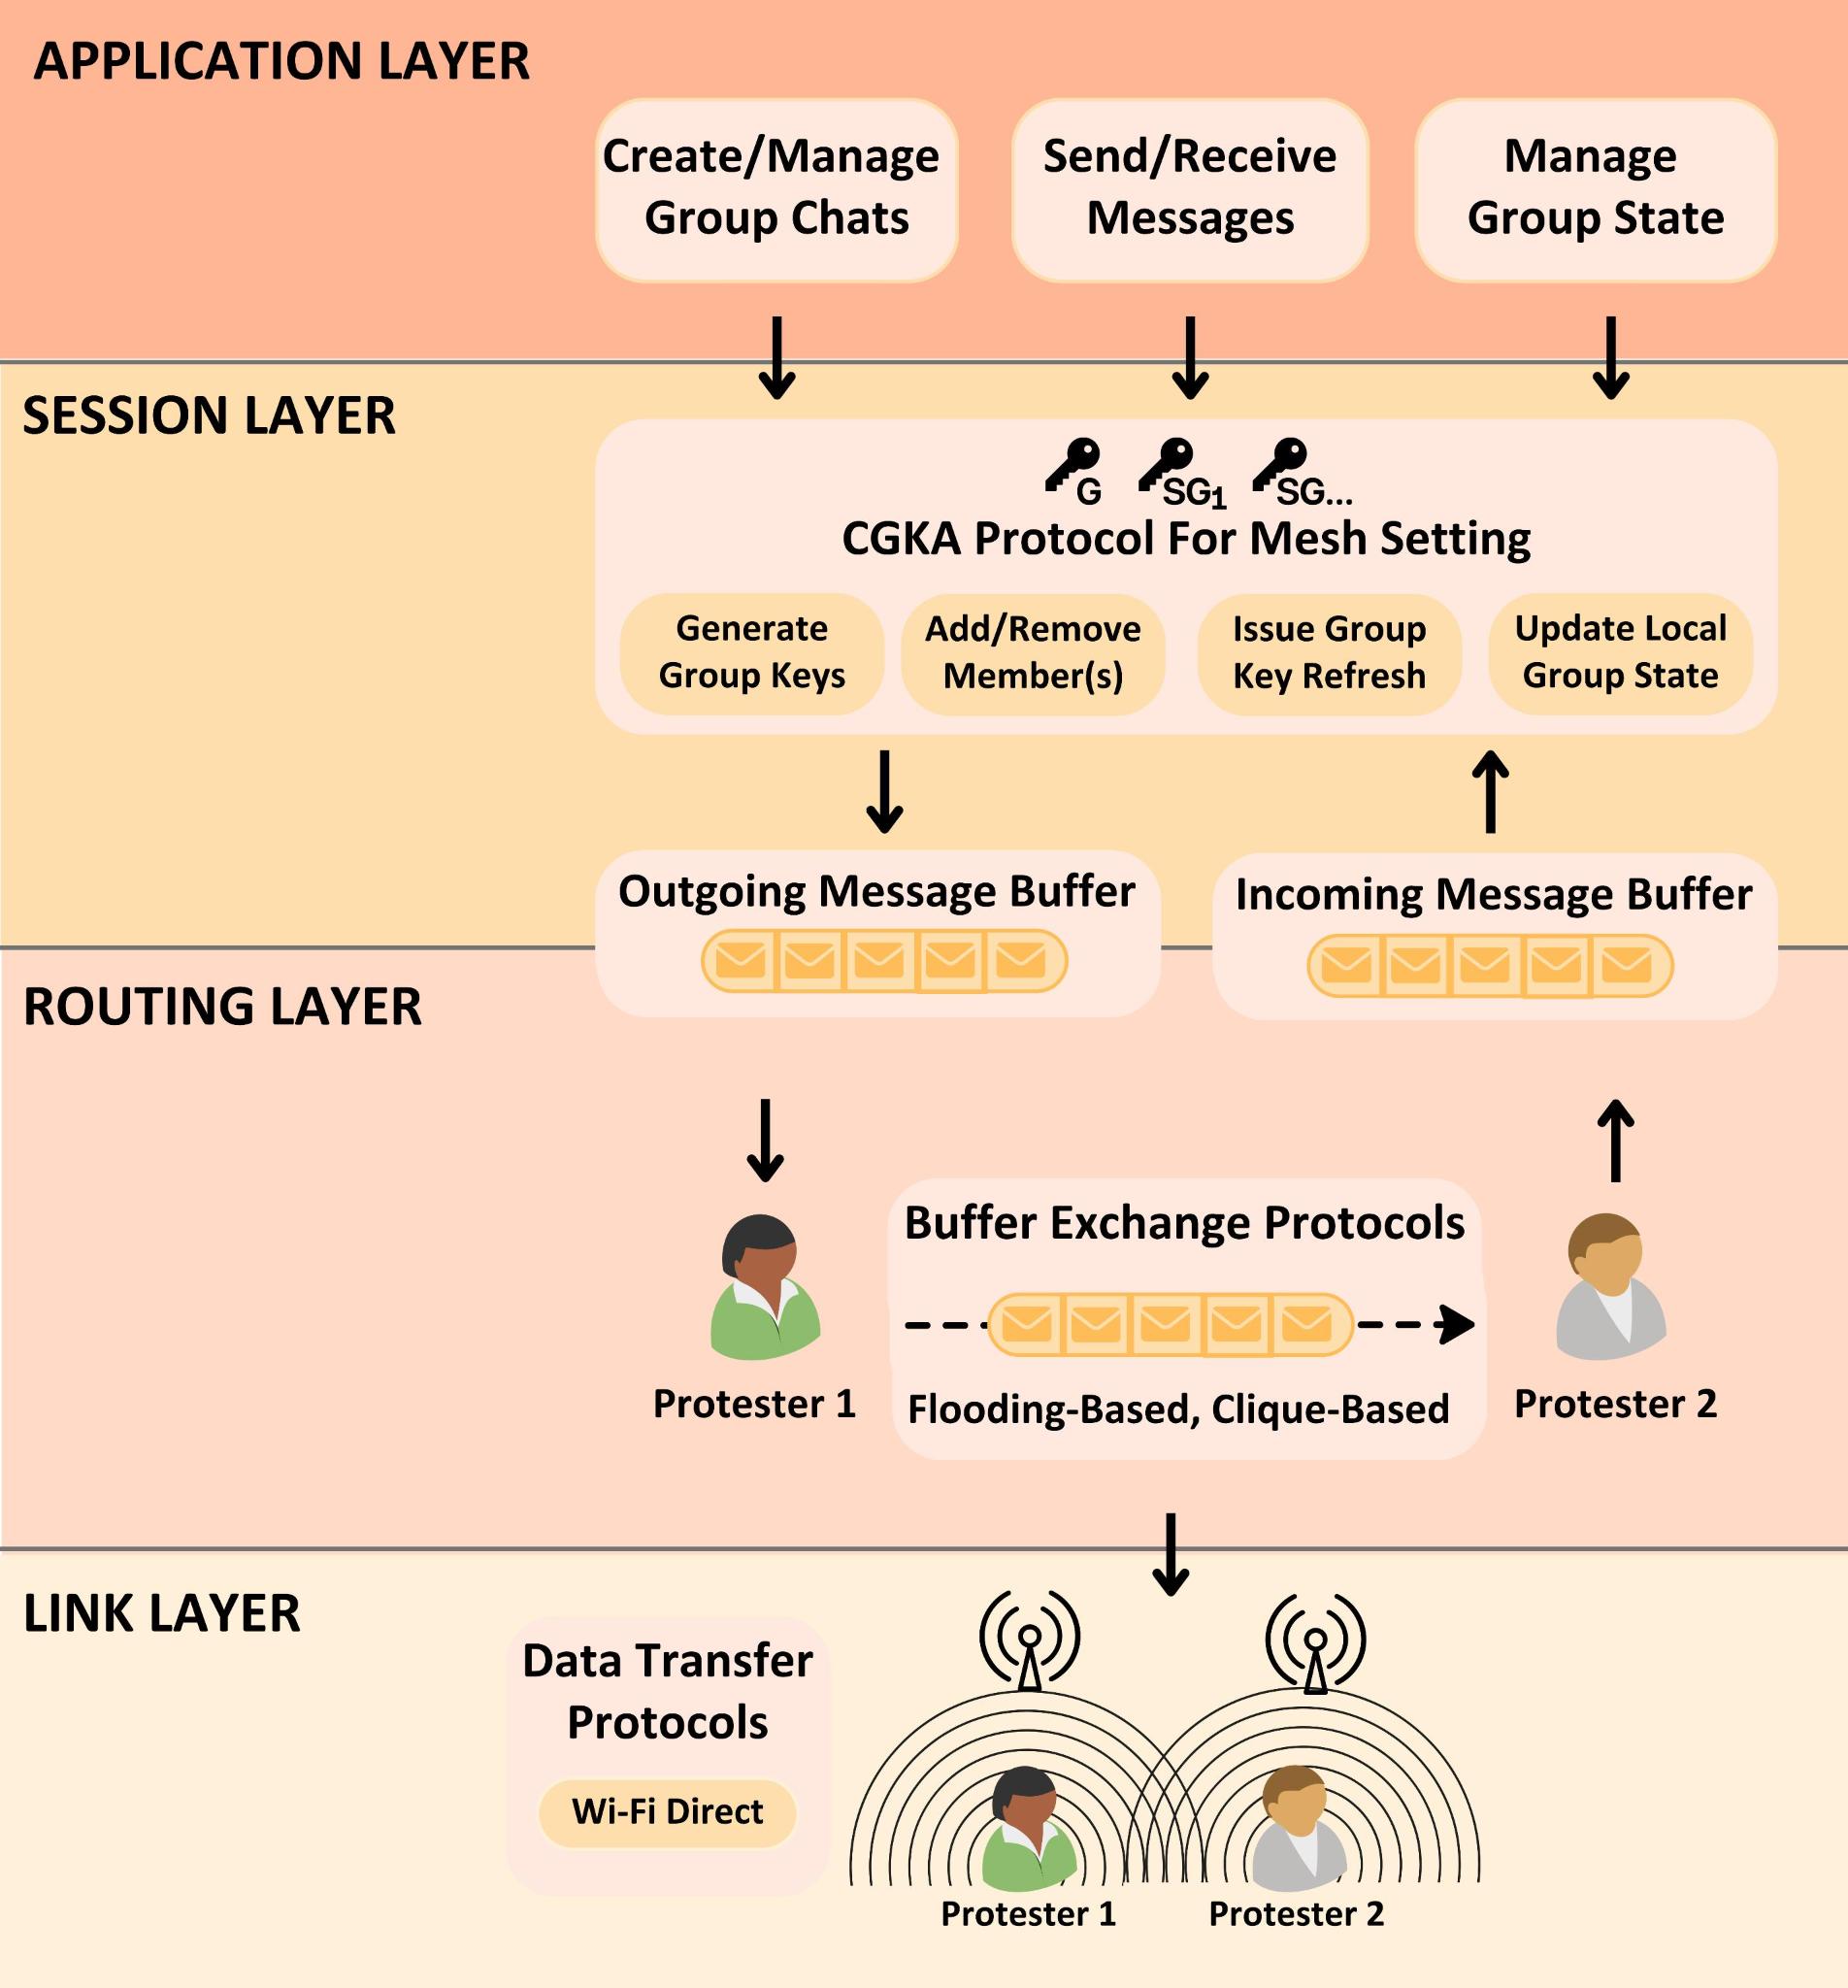 APPLICATION LAYER
Create/Manage
Group Chats
Send/Receive
Messages
Manage
Group State
SESSION LAYER
G
SG1
SG...
CGKA Protocol For Mesh Setting
Generate
Group Keys
Add/Remove
Member(s)
Issue Group
Key Refresh
Update Local
Group State
Outgoing Message Buffer
Incoming Message Buffer
ROUTING LAYER
Buffer Exchange Protocols
Flooding-Based, Clique-Based
Protester 1
Protester 2
LINK LAYER
Data Transfer
Protocols
Wi-Fi Direct
Protester 1
Protester 2